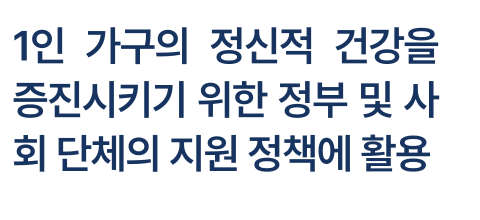 1인 가구의 정신적 건강을
증진시키기 위한 정부 및 사
회 단체의 지원 정책에 활용